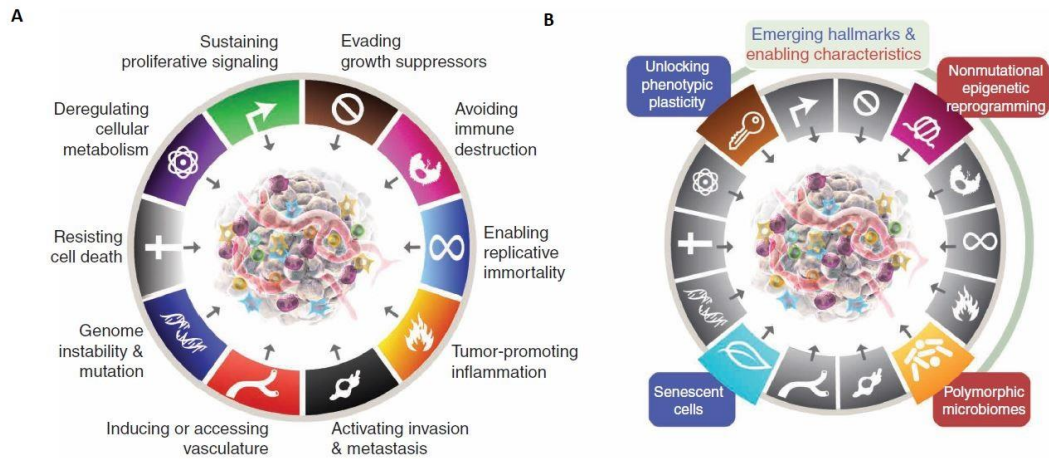 A
Sustaining
proliferative signaling
Evading
growth suppressors
Deregulating
cellular
metabolism
Avoiding
immune
destruction
Resisting
cell death
Enabling
replicative
immortality
Genome
instability &
mutation
Tumor-promoting
inflammation
Inducing or accessing
vasculature
Activating invasion
& metastasis
B
Emerging hallmarks &
enabling characteristics
Unlocking
phenotypic
plasticity
Nonmutational
epigenetic
reprogramming
Senescent
cells
Polymorphic
microbiomes